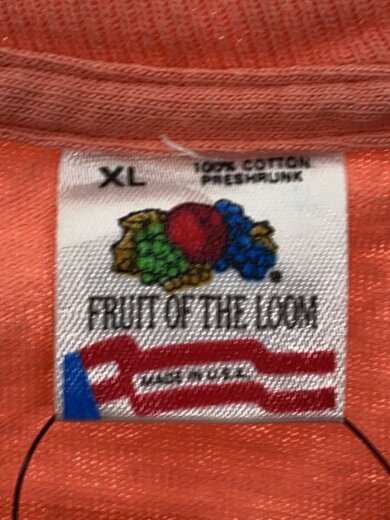 XL
100% COTTON
PRESHRUNK
®
FRUIT OF THE LOOM
MADE IN U.S.A.